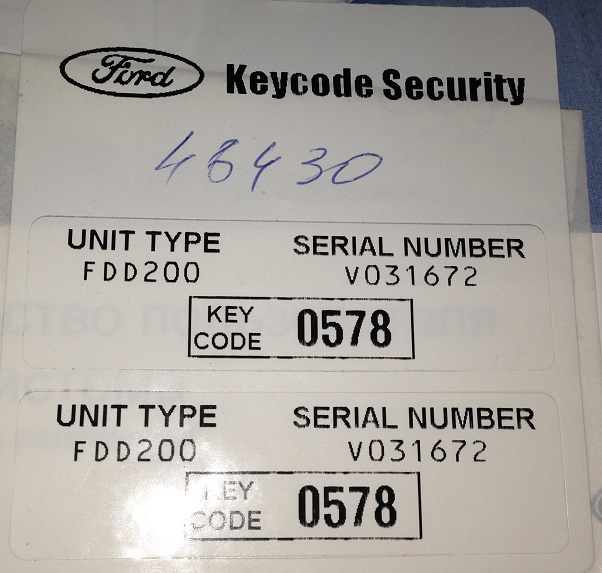 Ford Keycode Security
48430
UNIT TYPE SERIAL NUMBER
FDD200 V031672
KEY
CODE 0578
UNIT TYPE SERIAL NUMBER
FDD200 V031672
KEY
CODE 0578